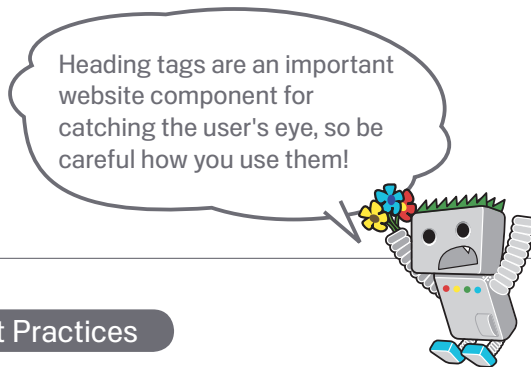 Heading tags are an important
website component for
catching the user's eye, so be
careful how you use them!
t Practices